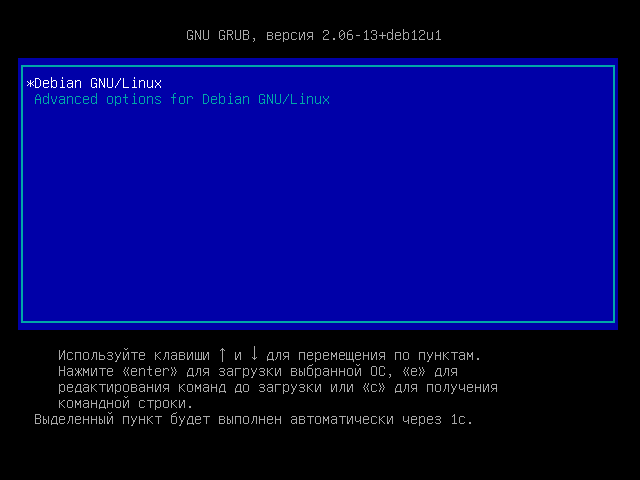 GNU GRUB, версия 2.06-13+deb12u1
*Debian GNU/Linux
Advanced options for Debian GNU/Linux
Используйте клавиши ↑ и ↓ для перемещения по пунктам.
Нажмите «enter» для загрузки выбранной ОС, «e» для
редактирования команд до загрузки или «c» для получения
командной строки.
Выделенный пункт будет выполнен автоматически через 1с.